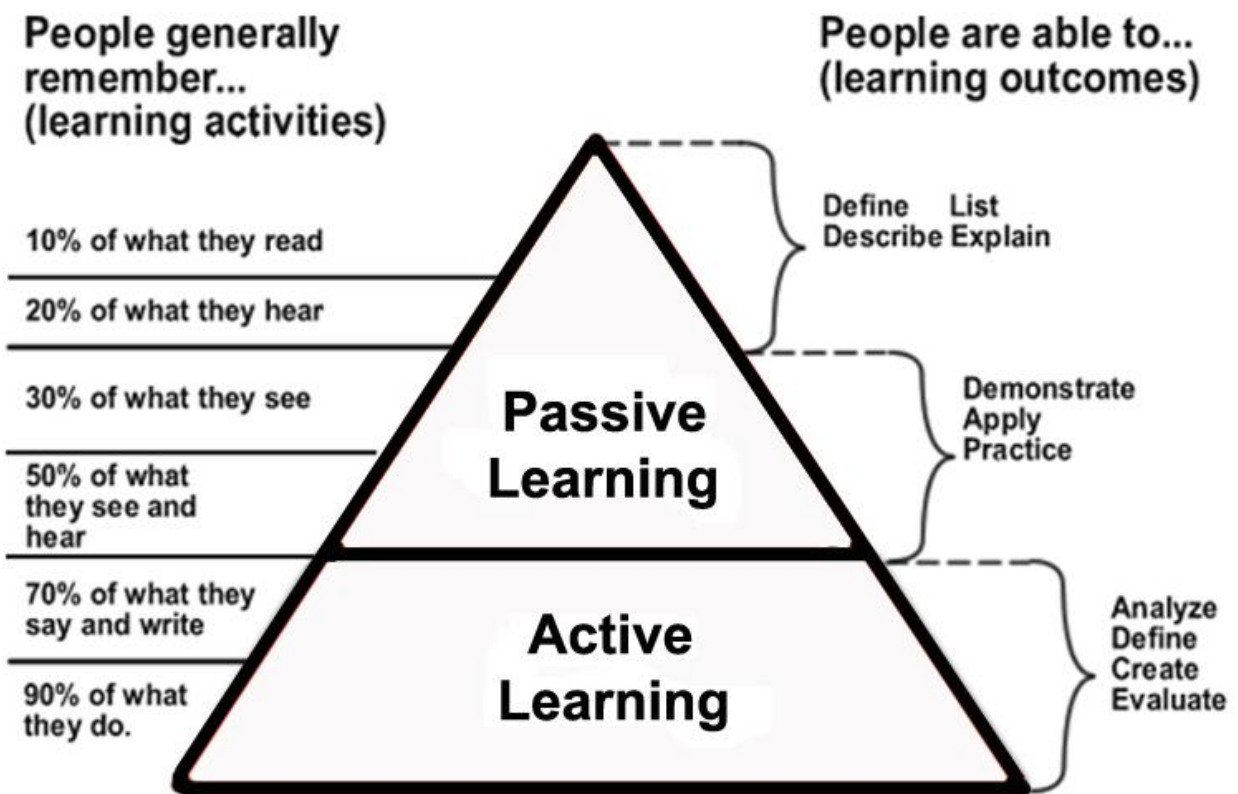 People generally
remember...
(learning activities)
People are able to...
(learning outcomes)
10% of what they read
20% of what they hear
30% of what they see
50% of what
they see and
hear
70% of what they
say and write
90% of what
they do.
Passive
Learning
Active
Learning
Define List
Describe Explain
Demonstrate
Apply
Practice
Analyze
Define
Create
Evaluate